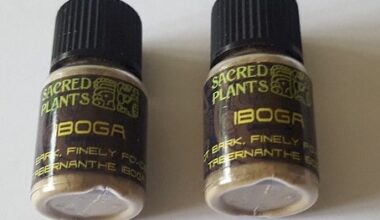 SACRED
PLANTS
IBOGA
BARK, FINELY
TABERNANTHE IBOGA
SACRED
PLANTS
IBOGA
BARK, FINELY
TABERNANTHE